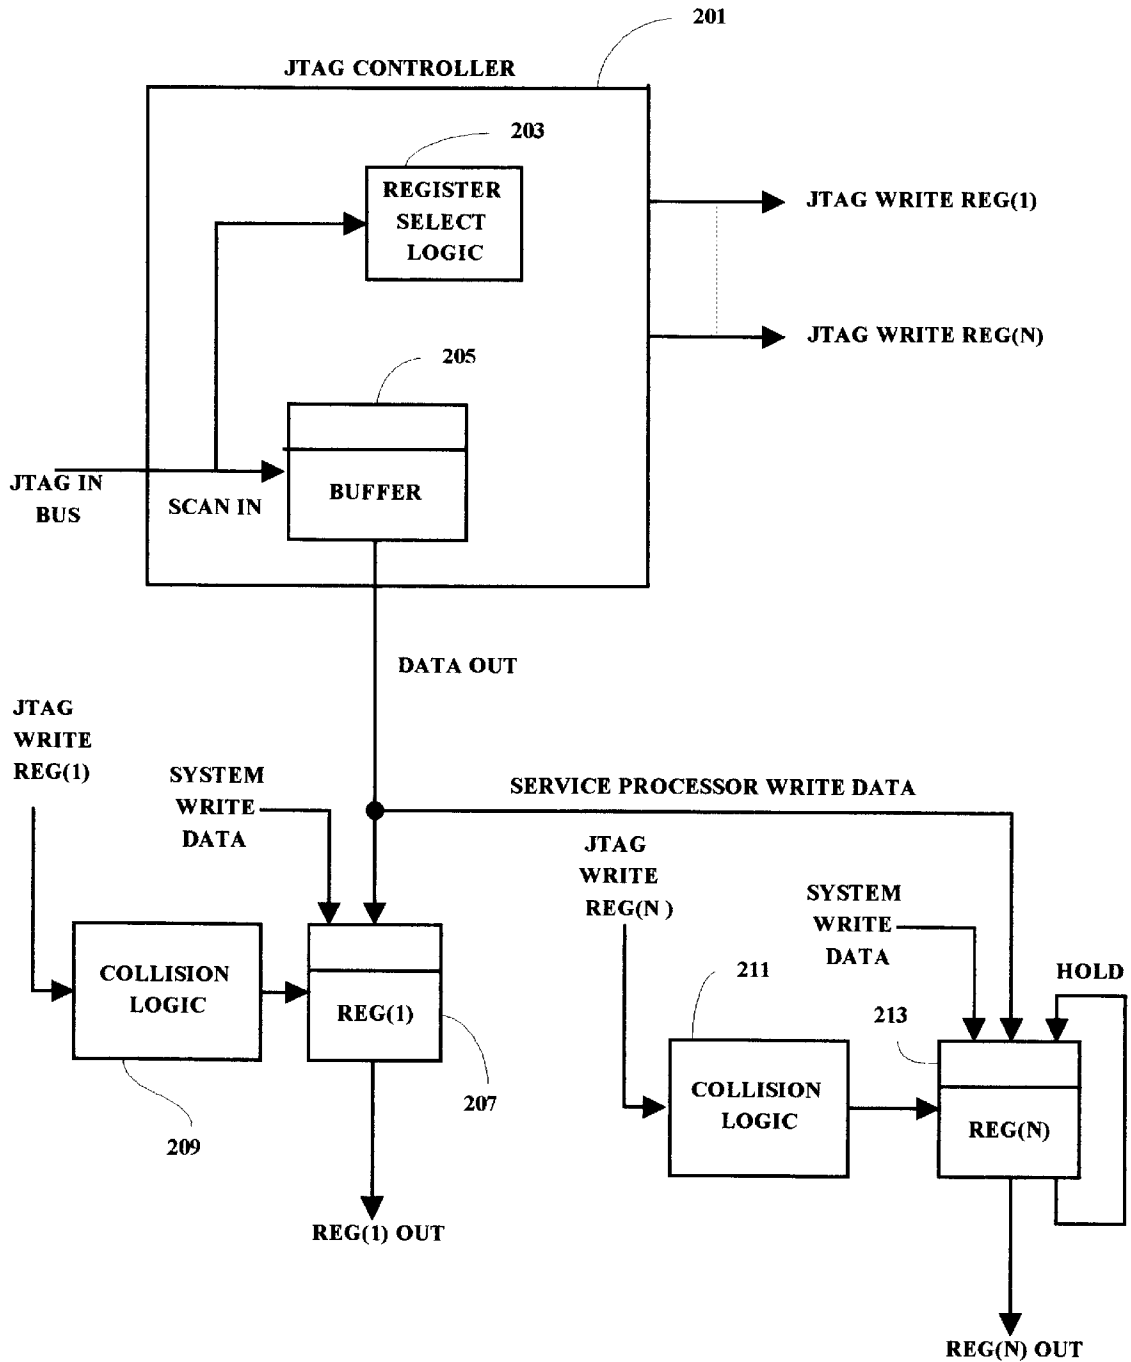 201
JTAG CONTROLLER
203
REGISTER
SELECT
LOGIC
JTAG WRITE REG(1)
JTAG WRITE REG(N)
205
BUFFER
JTAG IN
BUS
SCAN IN
DATA OUT
JTAG
WRITE
REG(1)
SYSTEM
WRITE
DATA
SERVICE PROCESSOR WRITE DATA
JTAG
WRITE
REG(N )
SYSTEM
WRITE
DATA
HOLD
COLLISION
LOGIC
REG(1)
211
213
207
209
COLLISION
LOGIC
REG(N)
REG(1) OUT
REG(N) OUT